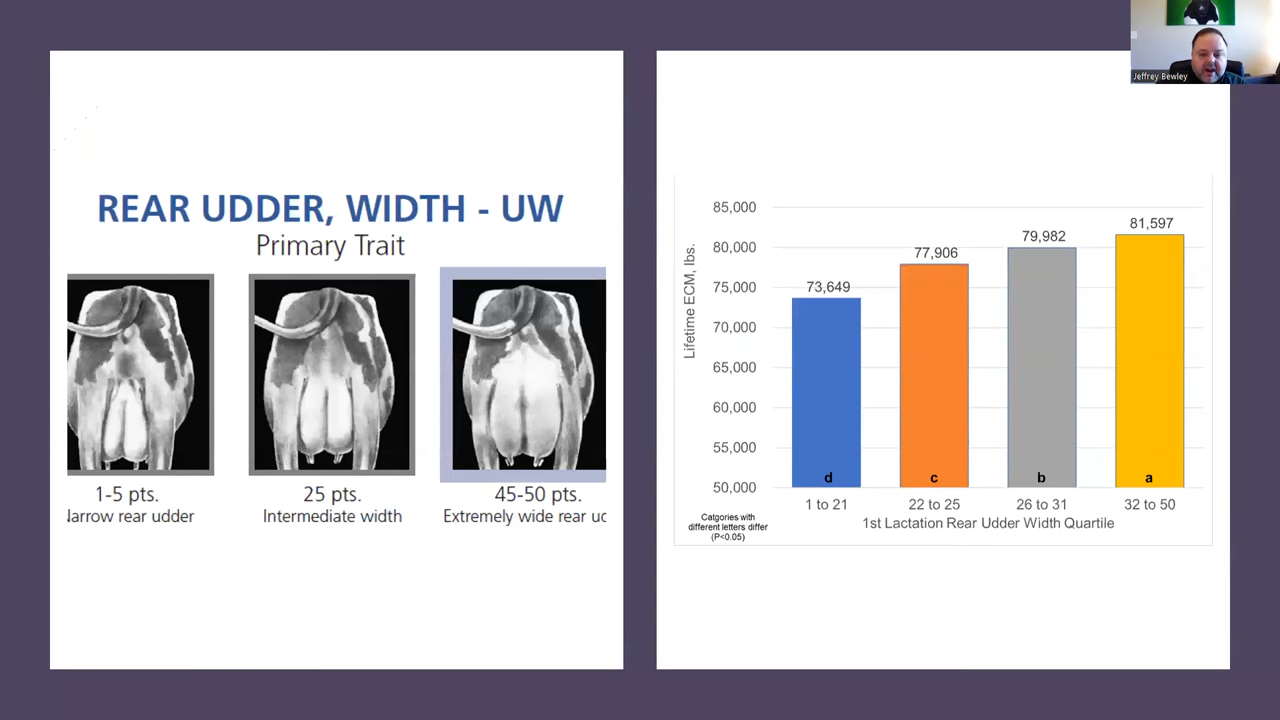 Jeffrey Bewley
REAR UDDER, WIDTH - UW
Primary Trait
1-5 pts.
Narrow rear udder
25 pts.
Intermediate width
45-50 pts.
Extremely wide rear uc
85,000
80,000
75,000
70,000
65,000
60,000
55,000
50,000
Lifetime ECM, lbs.
73,649
77,906
79,982
81,597
d
c
b
a
1 to 21
22 to 25
26 to 31
32 to 50
1st Lactation Rear Udder Width Quartile
Catgories with
different letters differ
(P<0.05)